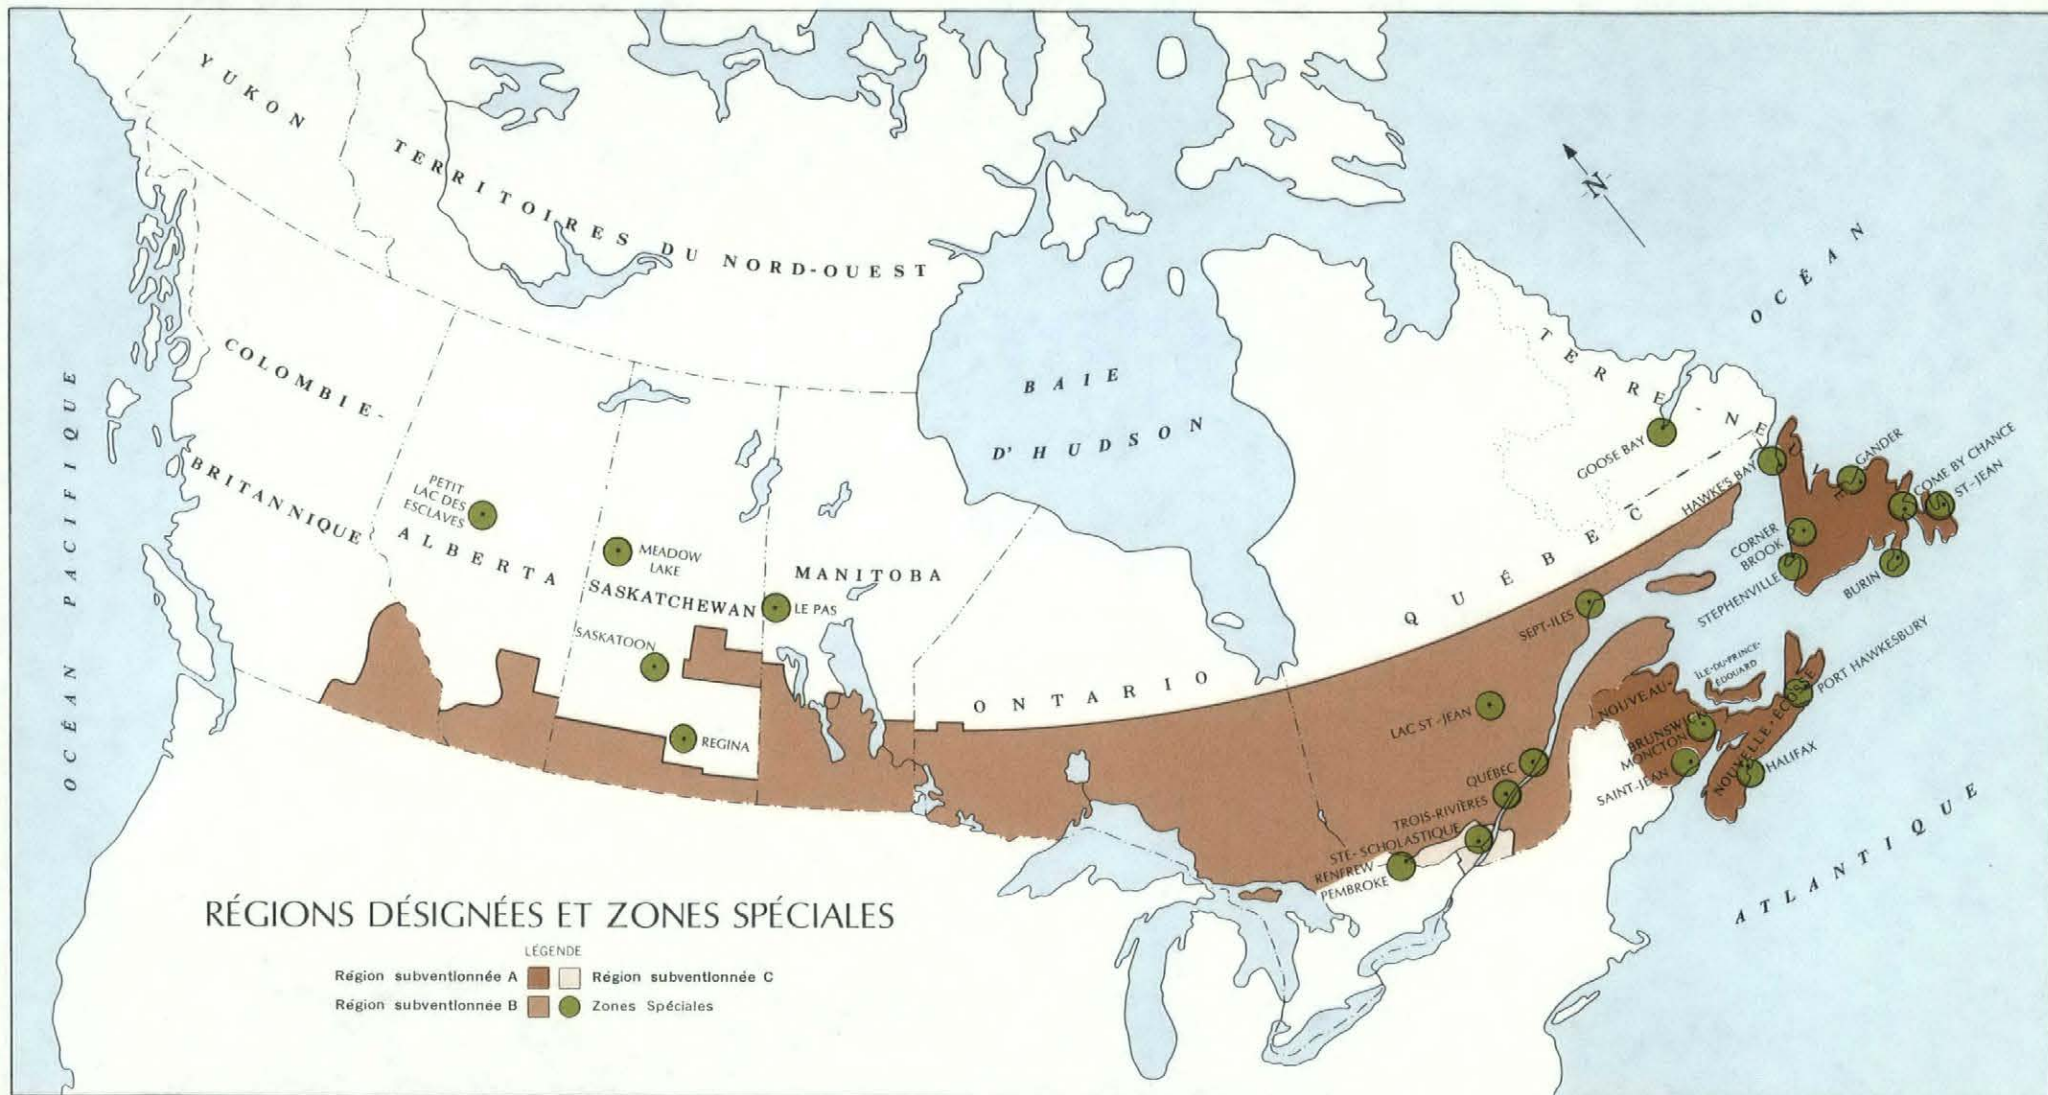 YUKON
TERRITOIRES DU NORD-OUEST
COLOMBIE-
BRITANNIQUE
OCÉAN PACIFIQUE
ALBERTA
PETIT
LAC DES
ESCLAVES
SASKATCHEWAN
MEADOW
LAKE
SASKATOON
REGINA
MANITOBA
LE PAS
BAIE
D'HUDSON
ONTARIO
QUÉBEC
N
OCÉAN
ATLANTIQUE
TERRE-NEUVE
GOOSE BAY
HAWKE'S BAY
GANDER
COME BY CHANCE
ST-JEAN
CORNER
BROOK
STEPHENVILLE
BURIN
SEPT-ILES
LAC ST-JEAN
QUÉBEC
TROIS-RIVIÈRES
STE-SCHOLASTIQUE
RENFREW
PEMBROKE
ÎLE-DU-PRINCE-
ÉDOUARD
PORT HAWKESBURY
NOUVEAU-
BRUNSWICK
MONCTON
SAINT-JEAN
NOUVELLE-ÉCOSSE
HALIFAX
RÉGIONS DÉSIGNÉES ET ZONES SPÉCIALES
LÉGENDE
Région subventionnée A
Région subventionnée C
Région subventionnée B
Zones Spéciales